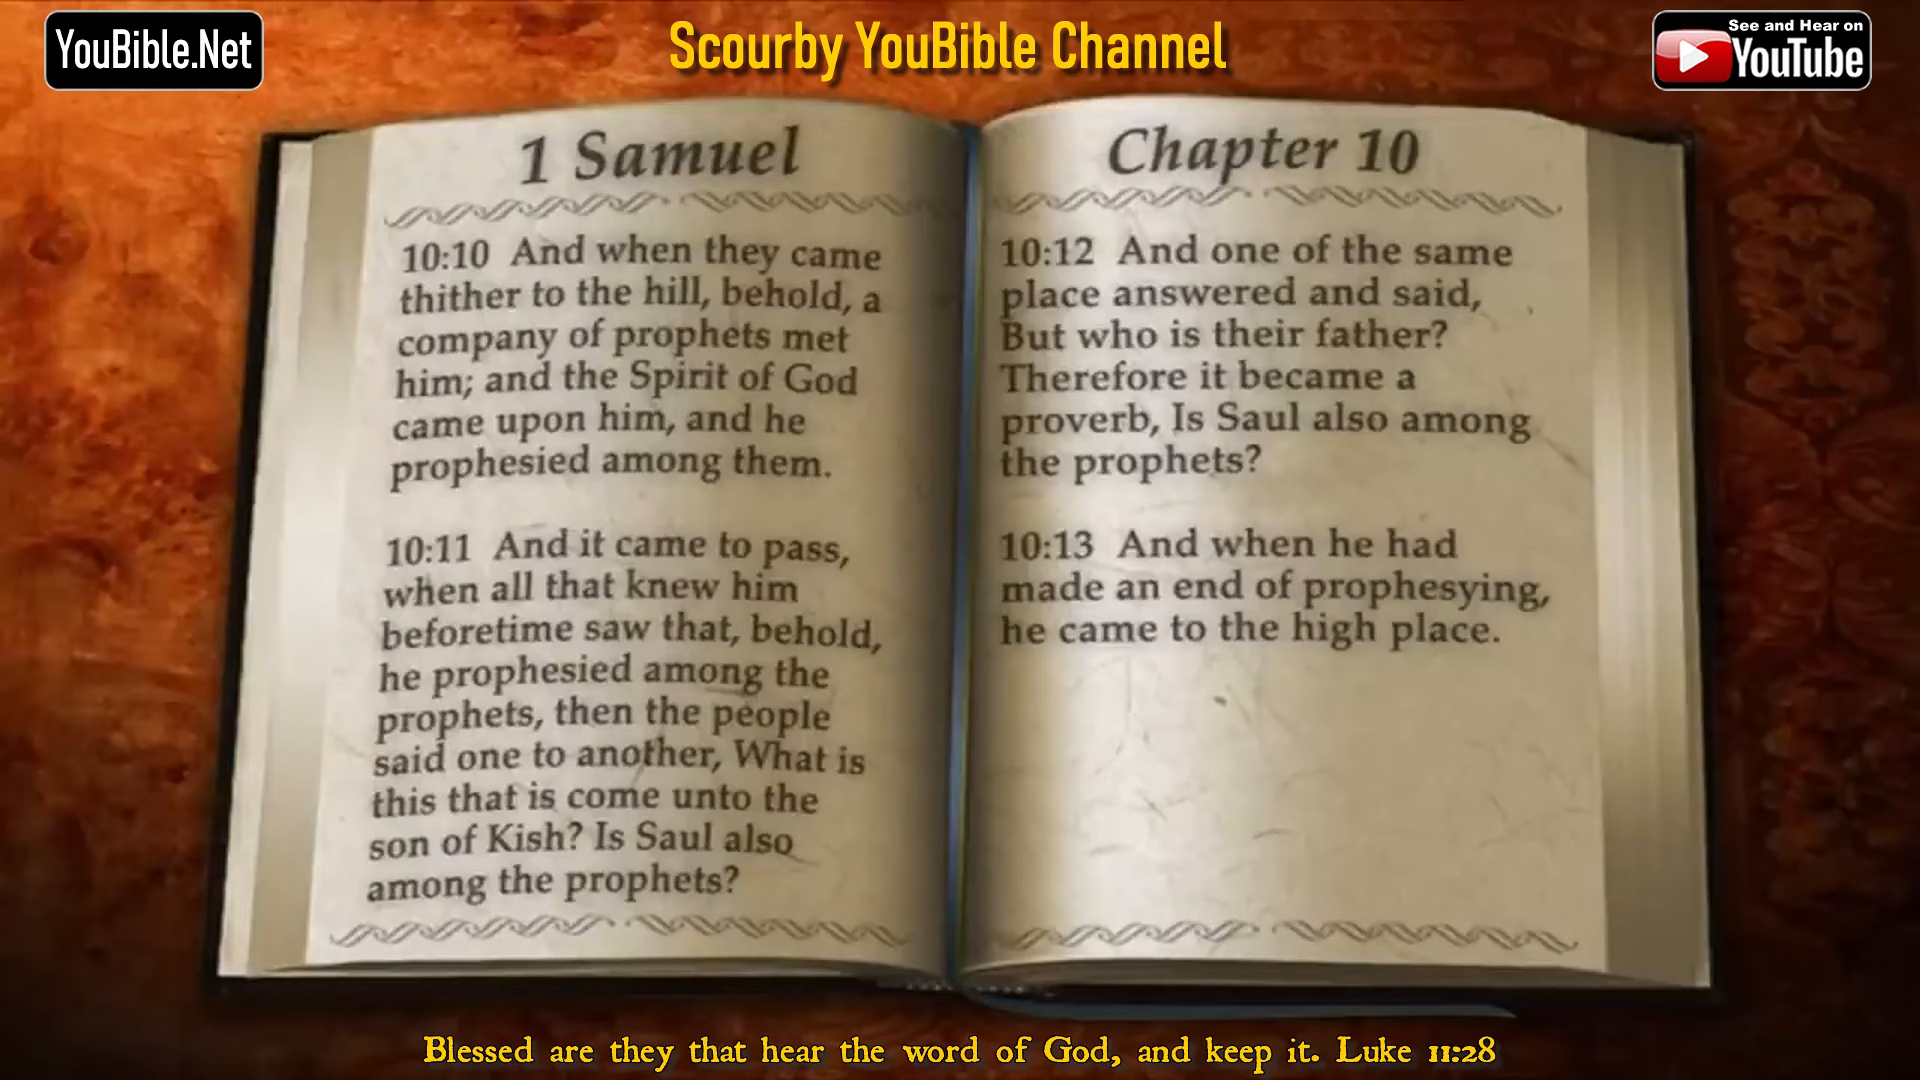 YouBible.Net
Scourby YouBible Channel
See and Hear on
YouTube
1 Samuel
10:10 And when they came
thither to the hill, behold, a
company of prophets met
him; and the Spirit of God
came upon him, and he
prophesied among them.
10:11 And it came to pass,
when all that knew him
beforetime saw that, behold,
he prophesied among the
prophets, then the people
said one to another, What is
this that is come unto the
son of Kish? Is Saul also
among the prophets?
Chapter 10
10:12 And one of the same
place answered and said,
But who is their father?
Therefore it became a
proverb, Is Saul also among
the prophets?
10:13 And when he had
made an end of prophesying,
he came to the high place.
Blessed are they that hear the word of God, and keep it. Luke 11:28